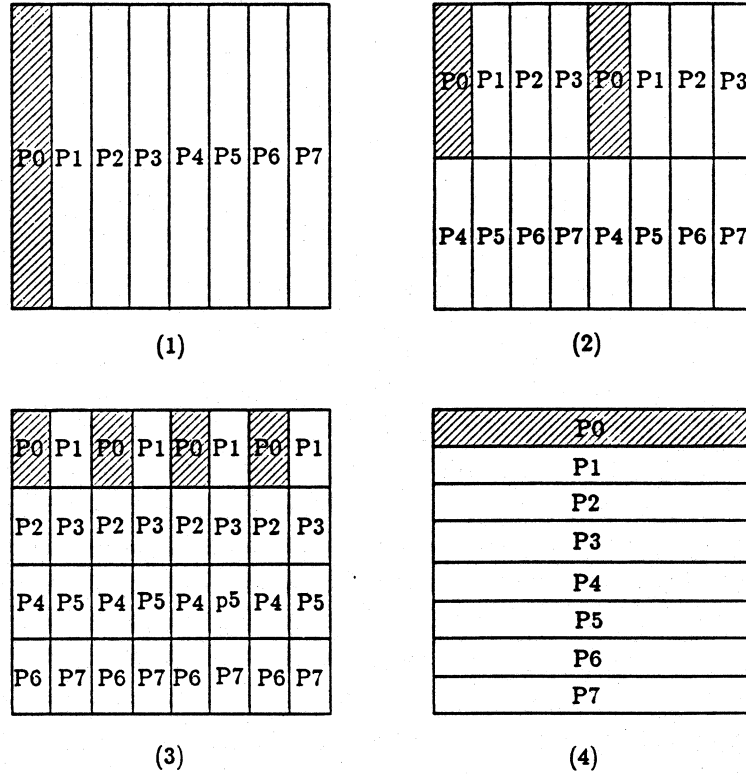 P0 P1 P2 P3 P4 P5 P6 P7
(1)
P0 P1 P2 P3 P0 P1 P2 P3
P4 P5 P6 P7 P4 P5 P6 P7
(2)
P0 P1 P0 P1 P0 P1 P0 P1
P2 P3 P2 P3 P2 P3 P2 P3
P4 P5 P4 P5 P4 p5 P4 P5
P6 P7 P6 P7 P6 P7 P6 P7
(3)
P0
P1
P2
P3
P4
P5
P6
P7
(4)